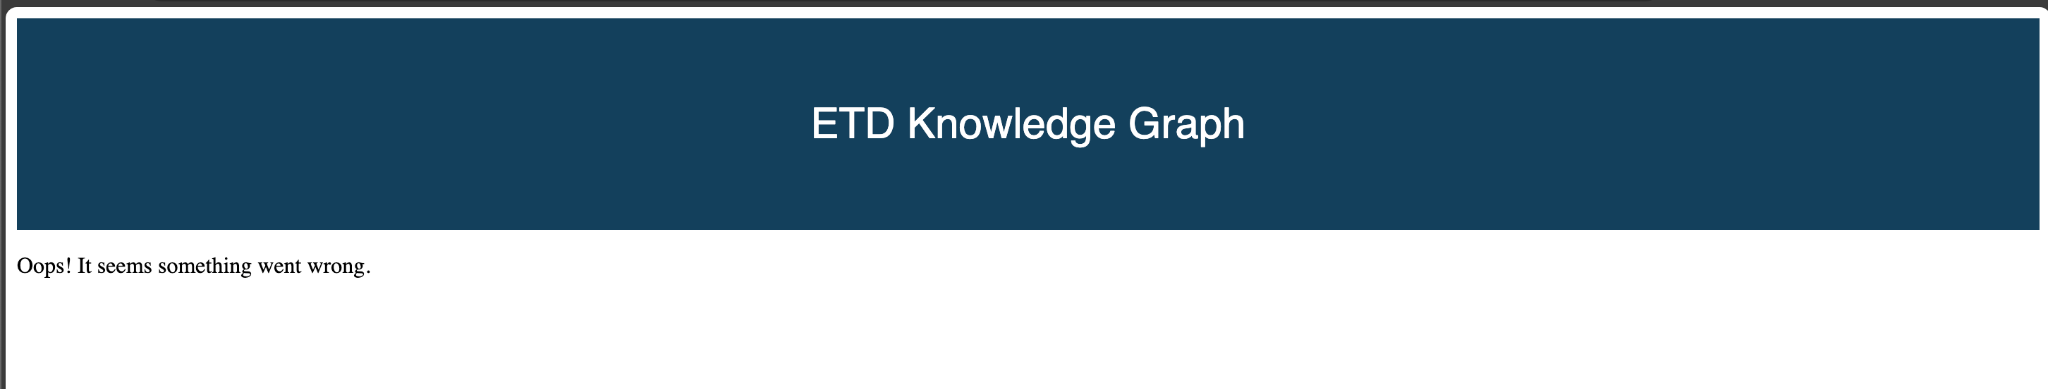 ETD Knowledge Graph
Oops! It seems something went wrong.